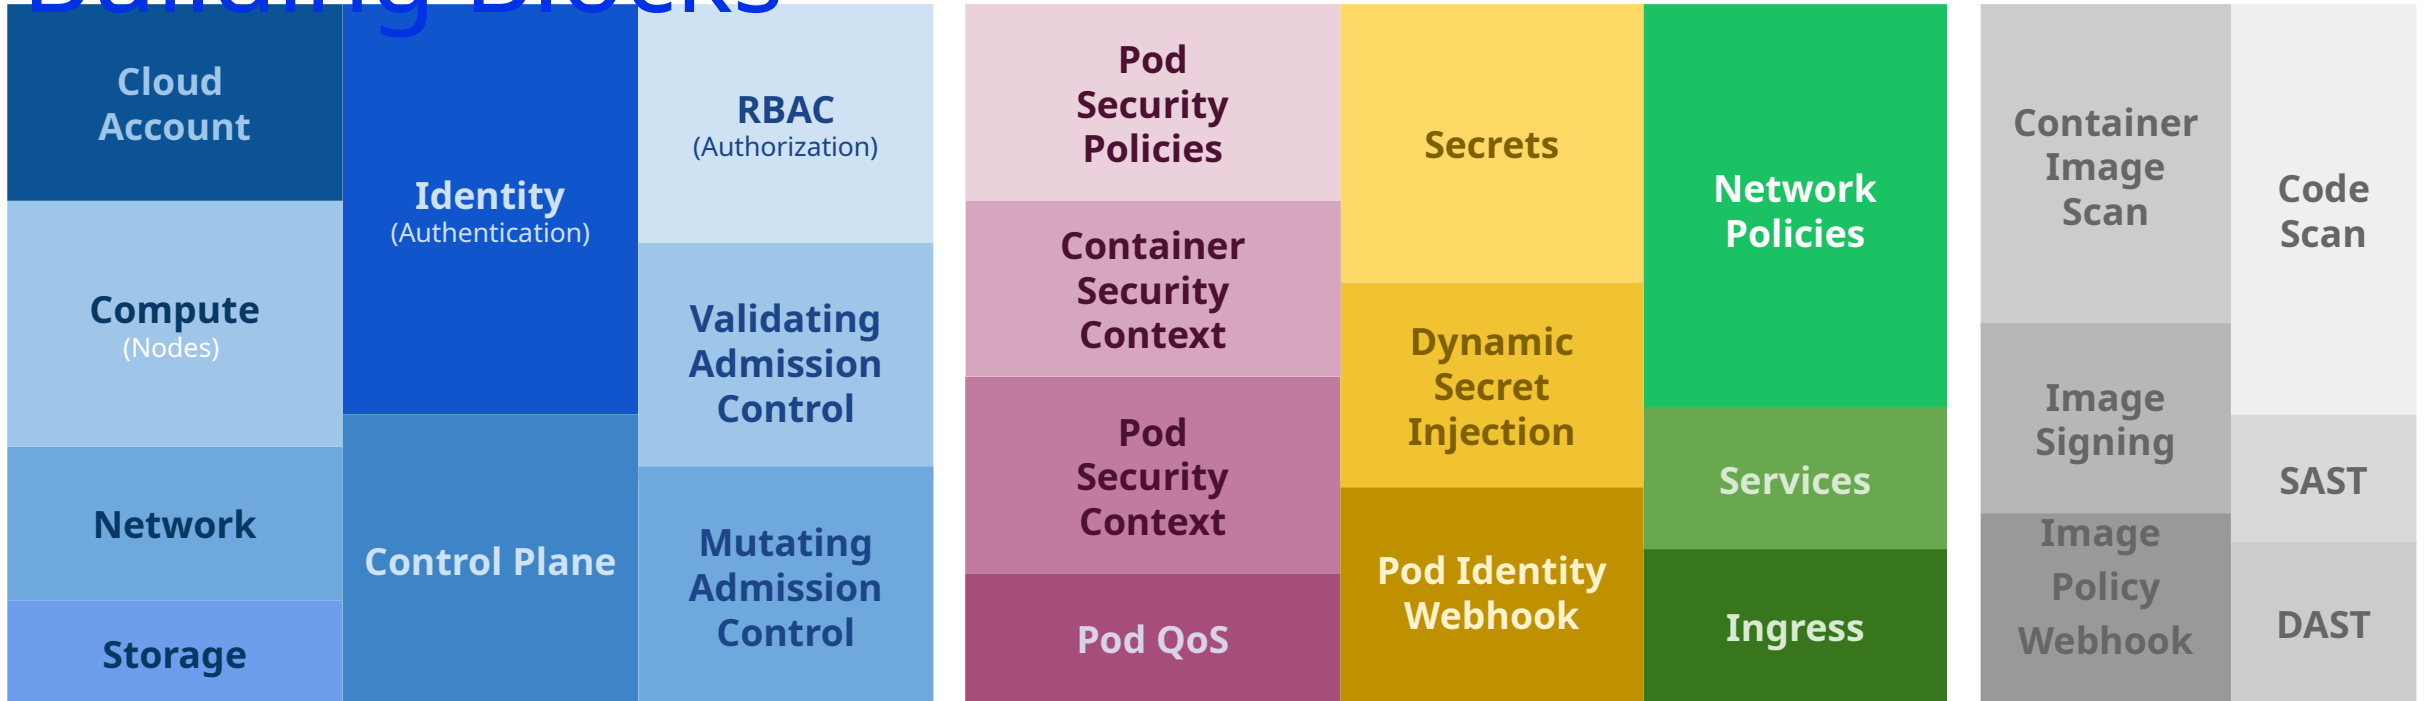 Building Blocks
Cloud
Account
Compute
(Nodes)
Network
Storage
Identity
(Authentication)
Control Plane
RBAC
(Authorization)
Validating
Admission
Control
Mutating
Admission
Control
Pod
Security
Policies
Container
Security
Context
Pod
Security
Context
Pod QoS
Secrets
Dynamic
Secret
Injection
Pod Identity
Webhook
Network
Policies
Services
Ingress
Container
Image
Scan
Image
Signing
Image
Policy
Webhook
Code
Scan
SAST
DAST